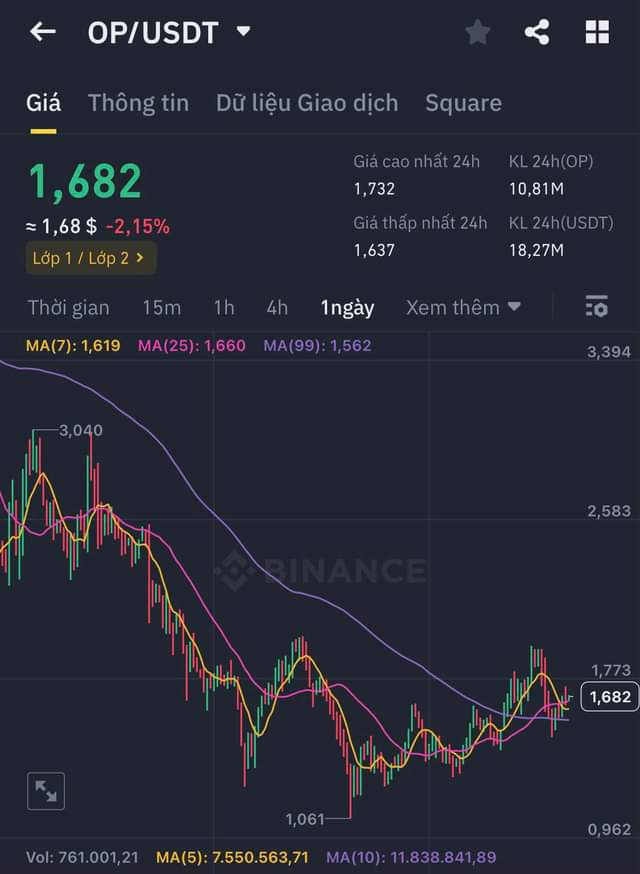 OP/USDT
Giá Thông tin Dữ liệu Giao dịch Square
1,682
≈ 1,68 $ -2,15%
Lớp 1 / Lớp 2 >
Giá cao nhất 24h
1,732
KL 24h(OP)
10,81M
Giá thấp nhất 24h
1,637
KL 24h(USDT)
18,27M
Thời gian 15m 1h 4h 1ngày Xem thêm
MA(7): 1,619 MA(25): 1,660 MA(99): 1,562
3,394
3,040
2,583
BINANCE
1,773
1,682
1,061
0,962
Vol: 761.001,21 MA(5): 7.550.563,71 MA(10): 11.838.841,89